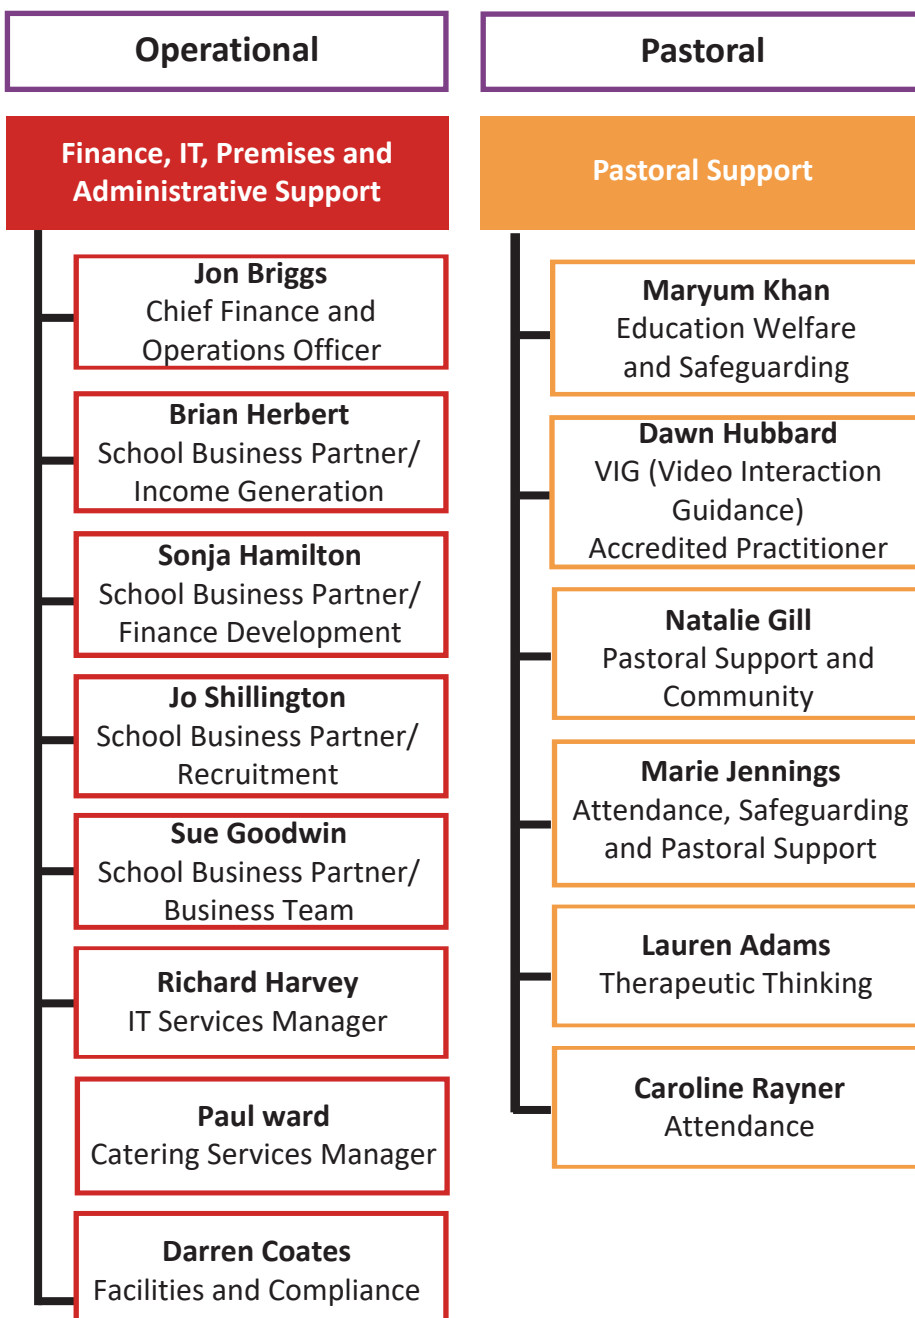 Operational
Finance, IT, Premises and
Administrative Support
Jon Briggs
Chief Finance and
Operations Officer
Brian Herbert
School Business Partner/
Income Generation
Sonja Hamilton
School Business Partner/
Finance Development
Jo Shillington
School Business Partner/
Recruitment
Sue Goodwin
School Business Partner/
Business Team
Richard Harvey
IT Services Manager
Paul ward
Catering Services Manager
Darren Coates
Facilities and Compliance
Pastoral
Pastoral Support
Maryum Khan
Education Welfare
and Safeguarding
Dawn Hubbard
VIG (Video Interaction
Guidance)
Accredited Practitioner
Natalie Gill
Pastoral Support and
Community
Marie Jennings
Attendance, Safeguarding
and Pastoral Support
Lauren Adams
Therapeutic Thinking
Caroline Rayner
Attendance